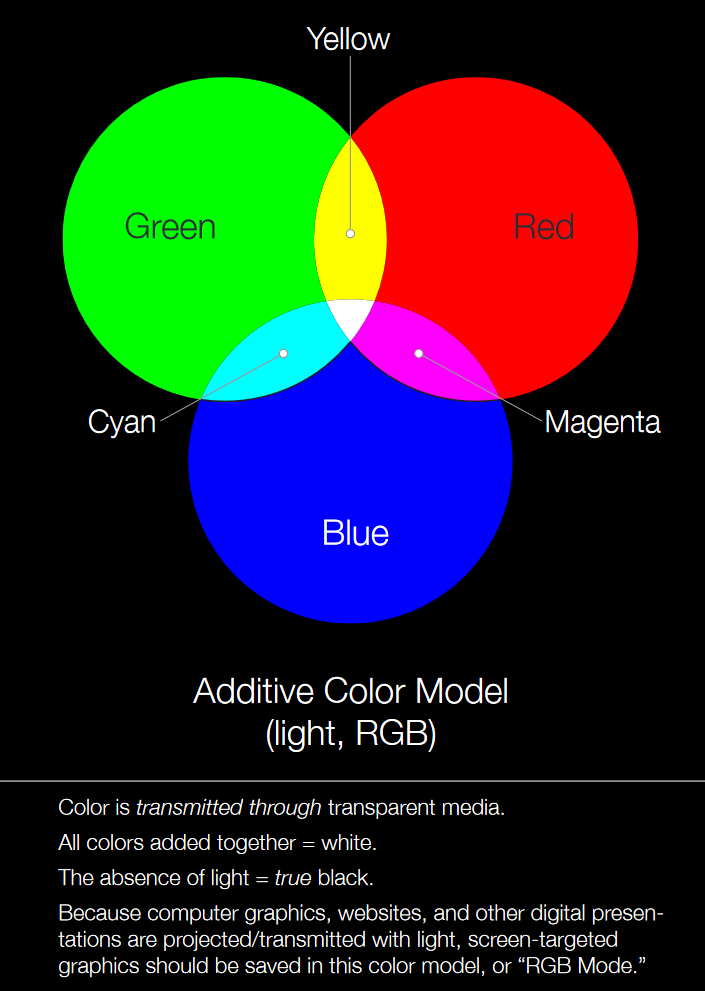 Yellow
Green
Red
Cyan
Magenta
Blue
Additive Color Model
(light, RGB)
Color is transmitted through transparent media.
All colors added together = white.
The absence of light = true black.
Because computer graphics, websites, and other digital presen-
tations are projected/transmitted with light, screen-targeted
graphics should be saved in this color model, or “RGB Mode.”